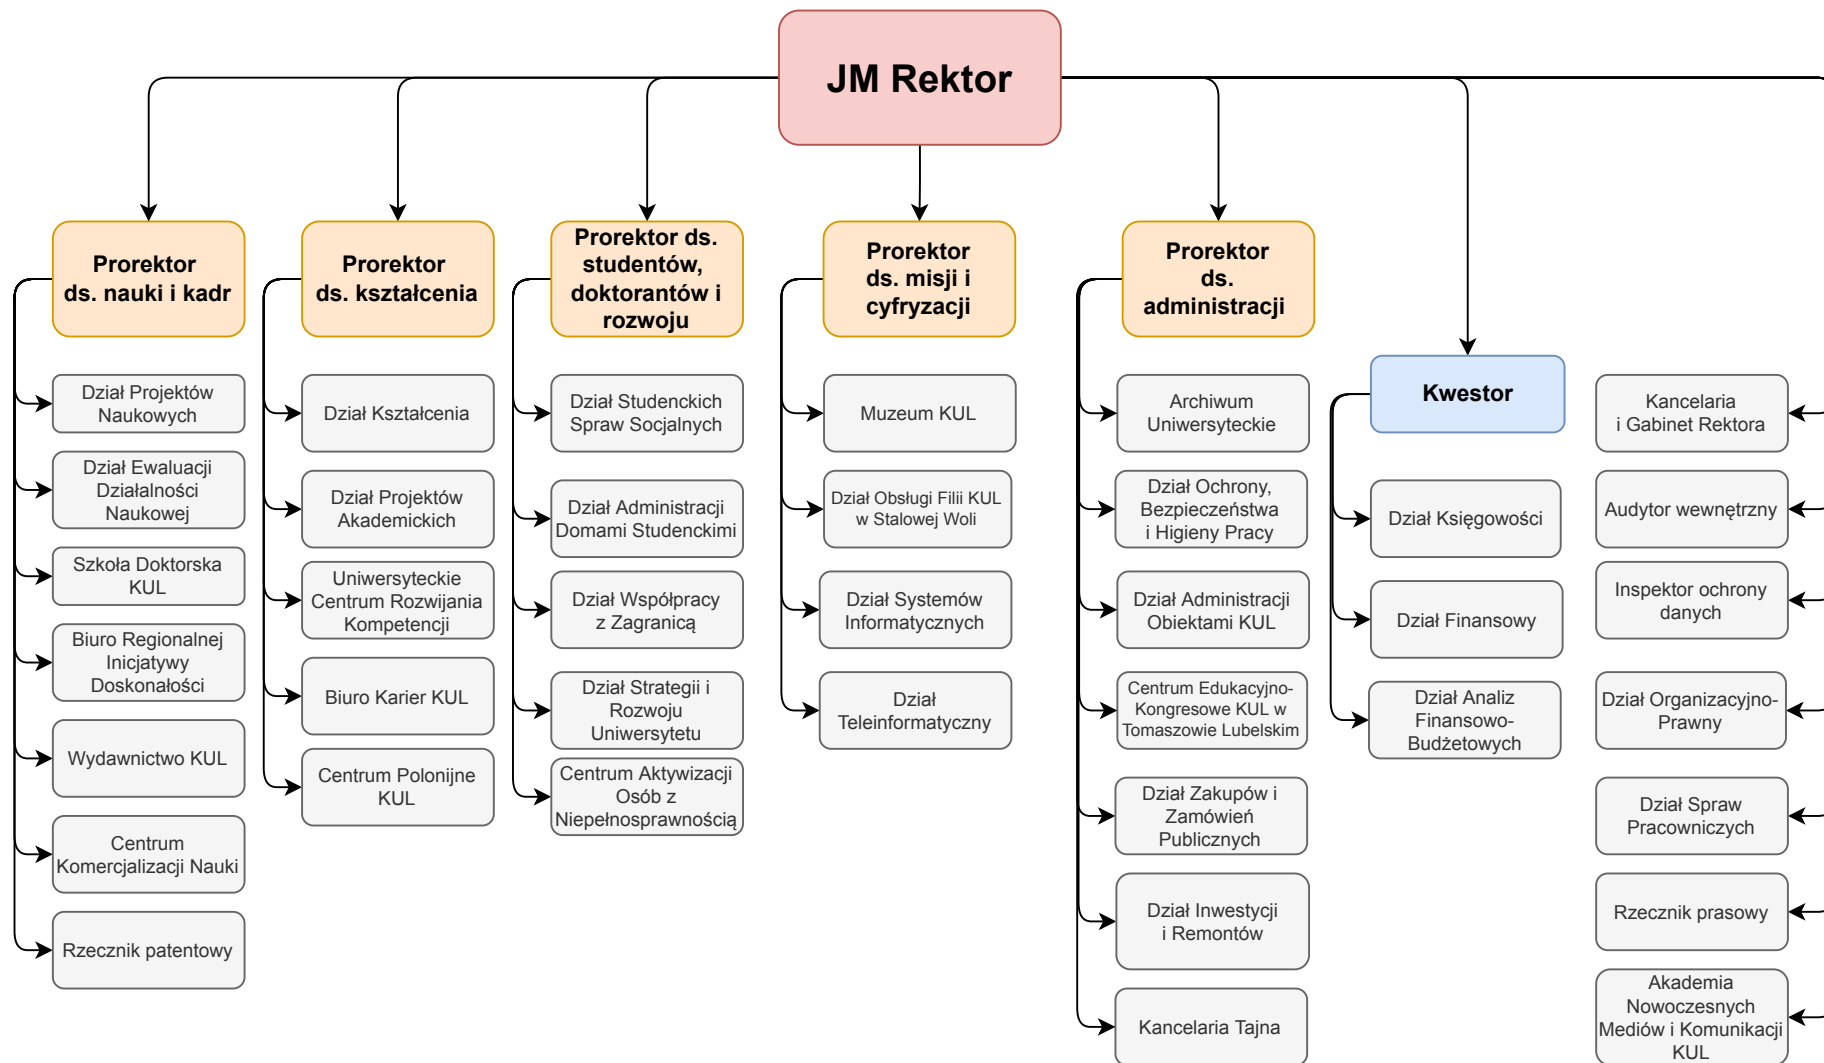 JM Rektor
Prorektor
ds. nauki i kadr
Dział Projektów
Naukowych
Dział Ewaluacji
Działalności
Naukowej
Szkoła Doktorska
KUL
Biuro Regionalnej
Inicjatywy
Doskonałości
Wydawnictwo KUL
Centrum
Komercjalizacji Nauki
Rzecznik patentowy
Prorektor
ds. kształcenia
Dział Kształcenia
Dział Projektów
Akademickich
Uniwersyteckie
Centrum Rozwijania
Kompetencji
Biuro Karier KUL
Centrum Polonijne
KUL
Prorektor ds.
studentów,
doktorantów i
rozwoju
Dział Studenckich
Spraw Socjalnych
Dział Administracji
Domami Studenckimi
Dział Współpracy
z Zagranicą
Dział Strategii i
Rozwoju
Uniwersytetu
Centrum Aktywizacji
Osób z
Niepełnosprawnością
Prorektor
ds. misji i
cyfryzacji
Muzeum KUL
Dział Obsługi Filii KUL
w Stalowej Woli
Dział Systemów
Informatycznych
Dział
Teleinformatyczny
Prorektor
ds.
administracji
Archiwum
Uniwersyteckie
Dział Ochrony,
Bezpieczeństwa
i Higieny Pracy
Dział Administracji
Obiektami KUL
Centrum Edukacyjno-
Kongresowe KUL w
Tomaszowie Lubelskim
Dział Zakupów i
Zamówień
Publicznych
Dział Inwestycji
i Remontów
Kancelaria Tajna
Kwestor
Dział Księgowości
Dział Finansowy
Dział Analiz
Finansowo-
Budżetowych
Kancelaria
i Gabinet Rektora
Audytor wewnętrzny
Inspektor ochrony
danych
Dział Organizacyjno-
Prawny
Dział Spraw
Pracowniczych
Rzecznik prasowy
Akademia
Nowoczesnych
Mediów i Komunikacji
KUL